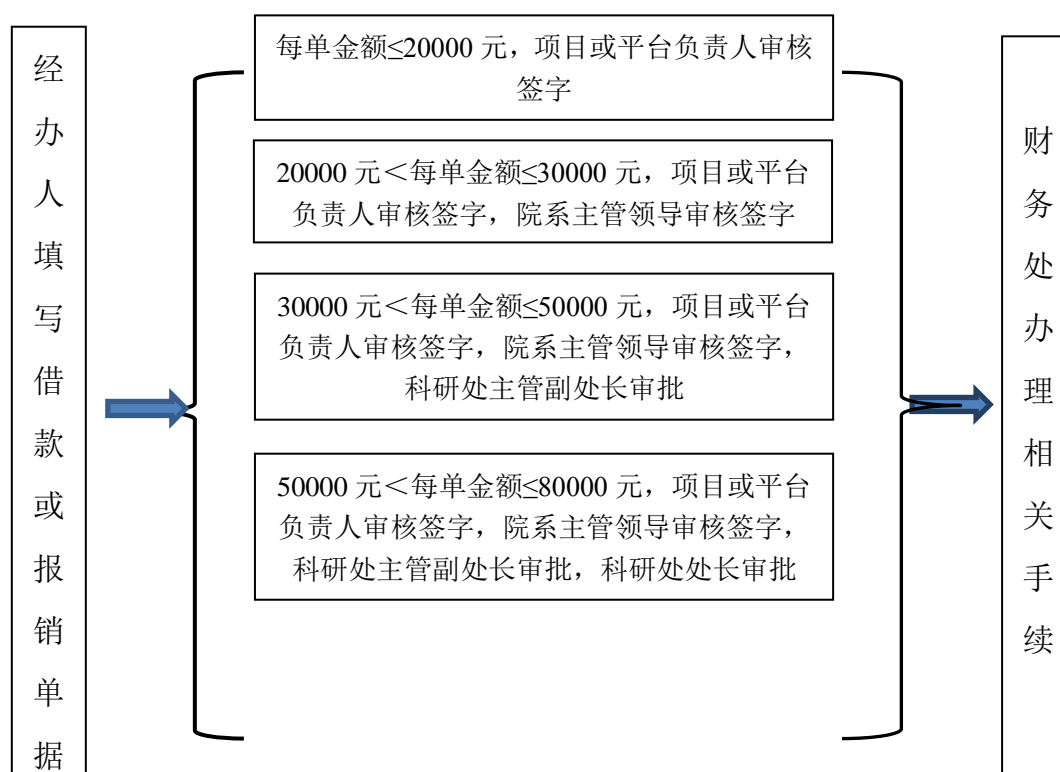 经办人填写借款或报销单据
每单金额≤20000 元，项目或平台负责人审核
签字
20000 元＜每单金额≤30000 元，项目或平台
负责人审核签字，院系主管领导审核签字
30000 元＜每单金额≤50000 元，项目或平台
负责人审核签字，院系主管领导审核签字，
科研处主管副处长审批
50000 元＜每单金额≤80000 元，项目或平台
负责人审核签字，院系主管领导审核签字，
科研处主管副处长审批，科研处处长审批
财务处办理相关手续